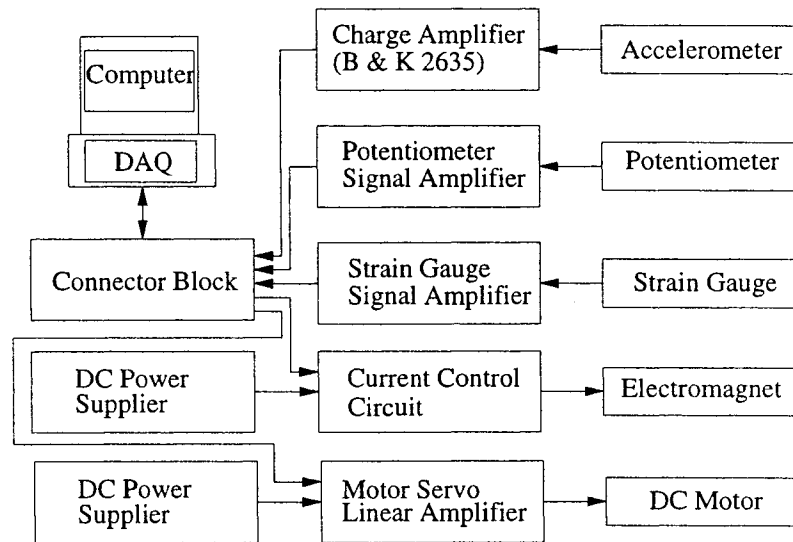 Computer
DAQ
Connector Block
Charge Amplifier
(B & K 2635)
Accelerometer
Potentiometer
Signal Amplifier
Potentiometer
Strain Gauge
Signal Amplifier
Strain Gauge
DC Power
Supplier
Current Control
Circuit
Electromagnet
DC Power
Supplier
Motor Servo
Linear Amplifier
DC Motor